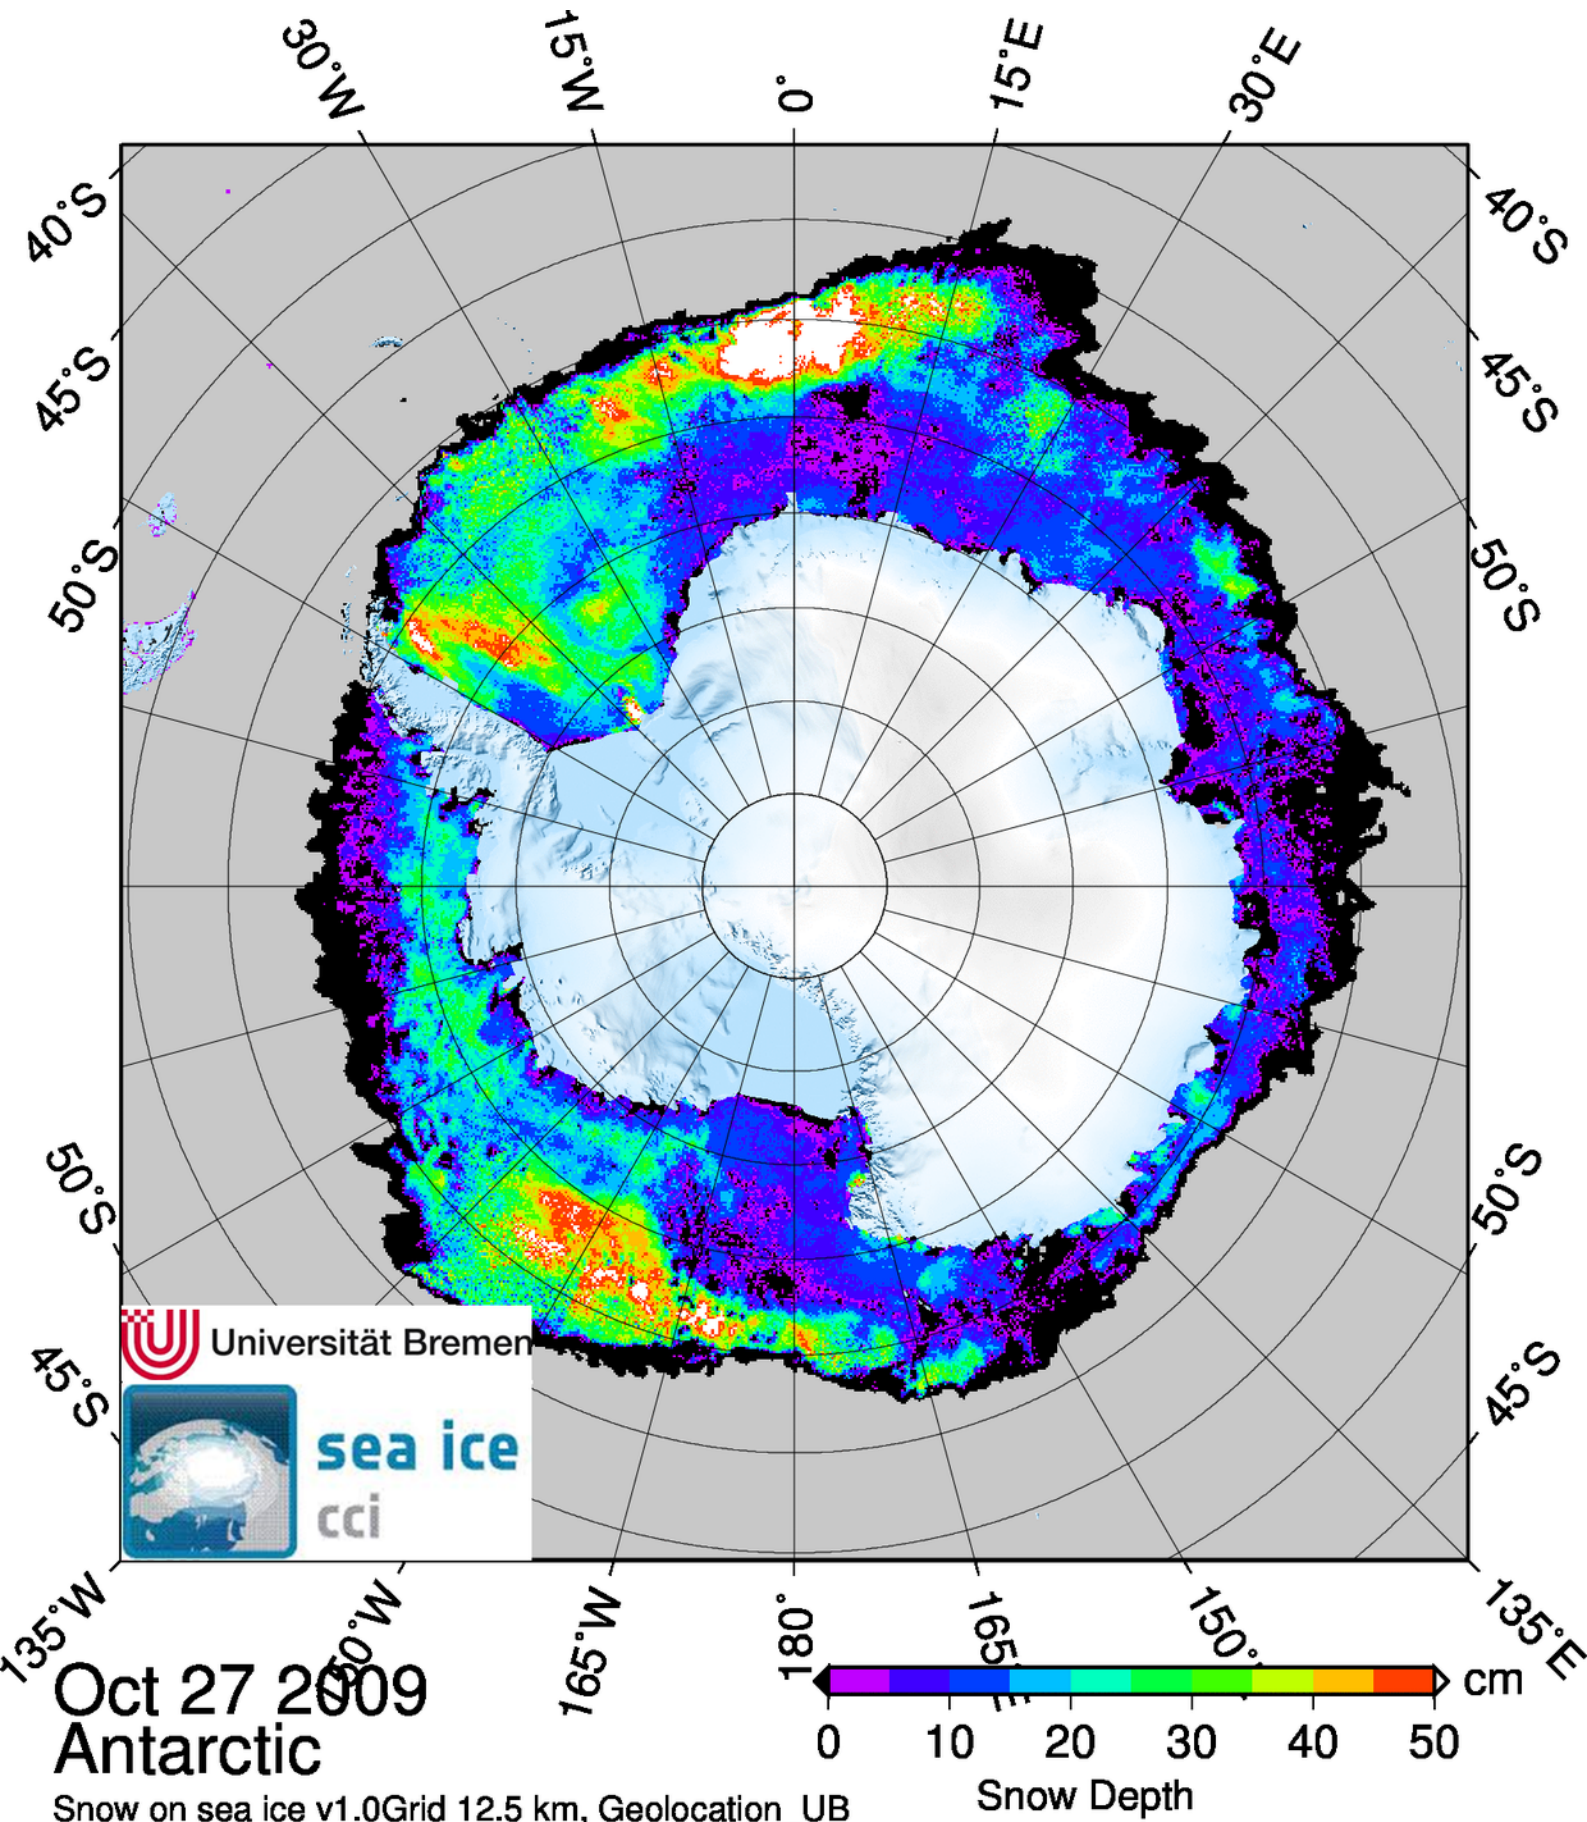 30°W 15°W 0° 15°E 30°E
40°S 40°S
45°S 45°S
50°S 50°S
50°S 50°S
45°S 45°S
Universität Bremen
sea ice
cci
135°W 165°W 180° 135°E
Oct 27 2009
Antarctic
Snow on sea ice v1.0Grid 12.5 km, Geolocation UB
cm
0 10 20 30 40 50
Snow Depth